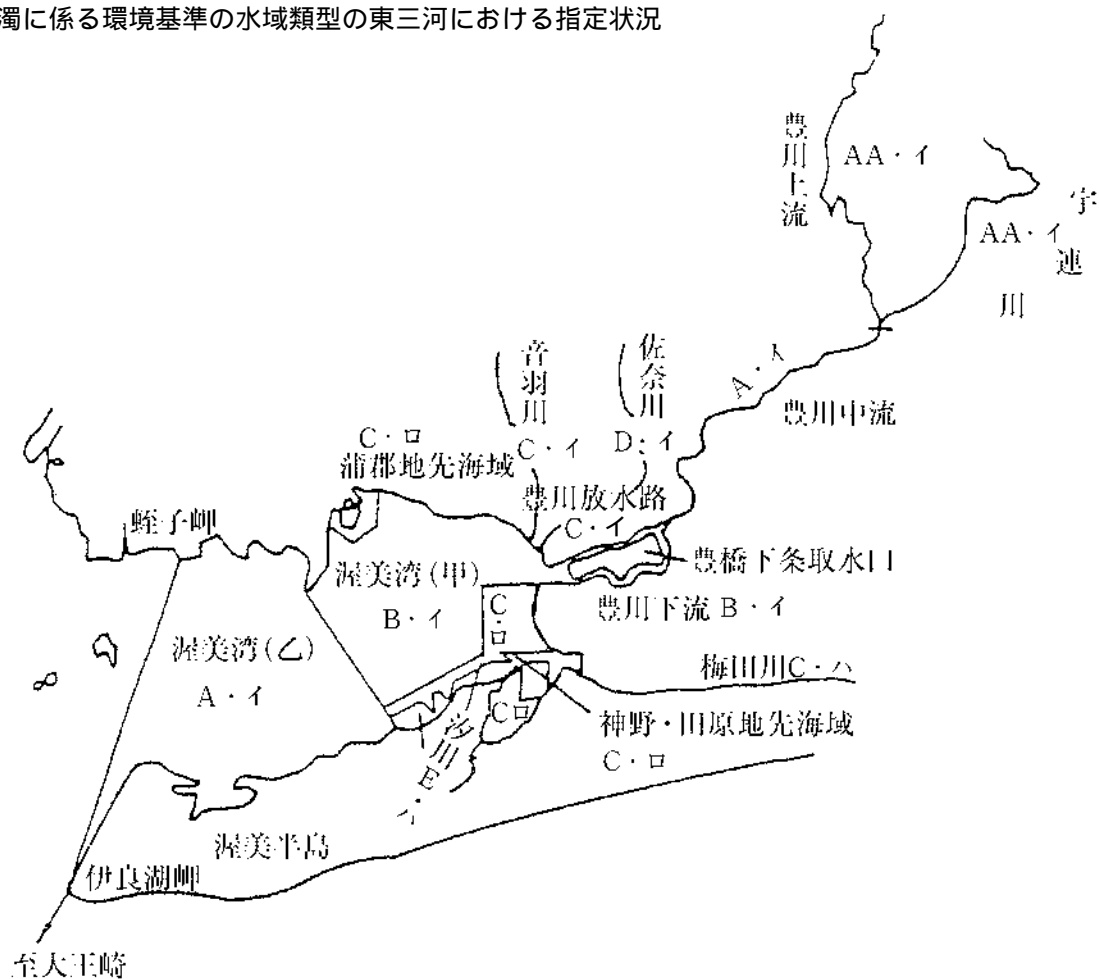 濁に係る環境基準の水域類型の東三河における指定状況
豊川上流
AA・イ
宇連川
AA・イ
音羽川
C・イ
佐奈川
D・イ
豊川中流
C・ロ
蒲郡地先海域
豊川放水路
C・イ
蛭子岬
渥美湾(甲)
B・イ
豊橋下条取水口
C・ロ
豊川下流 B・イ
渥美湾(乙)
A・イ
梅田川C・ハ
Cロ
汐川
神野・田原地先海域
C・ロ
渥美半島
伊良湖岬
至大王崎